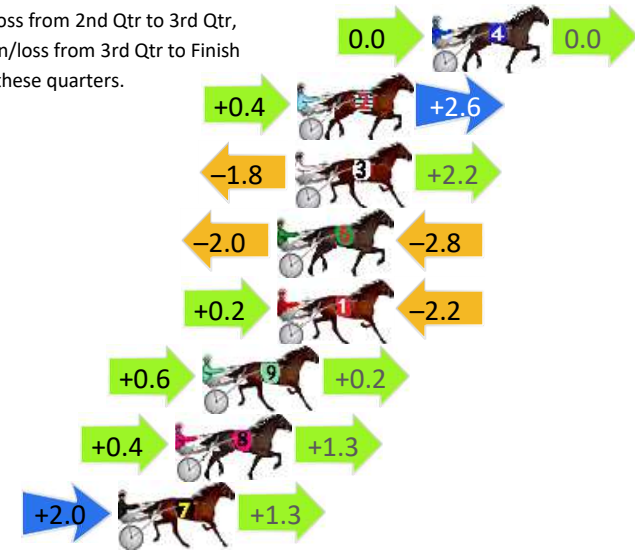 oss from 2nd Qtr to 3rd Qtr,
n/loss from 3rd Qtr to Finish
these quarters.
0.0 4 0.0
+0.4 +2.6
–1.8 3 +2.2
–2.0 –2.8
+0.2 1 –2.2
+0.6 9 +0.2
+0.4 8 +1.3
+2.0 7 +1.3